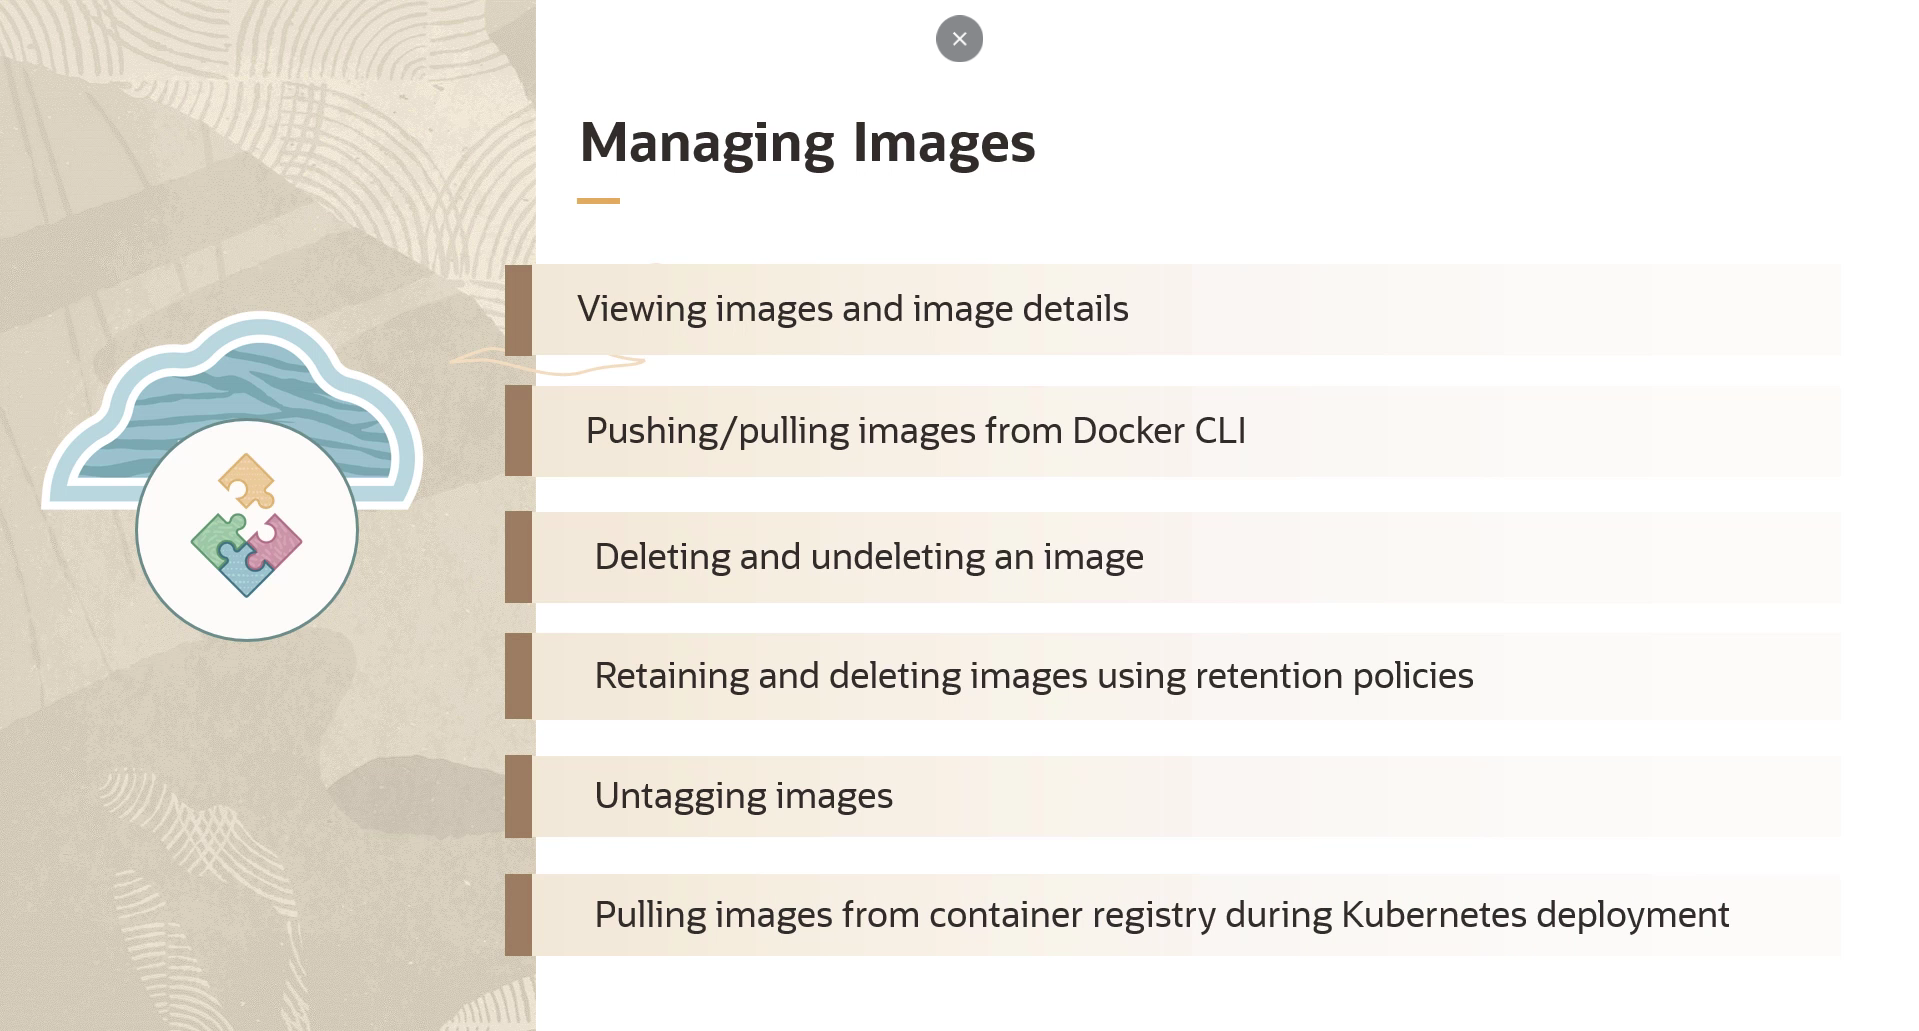 Managing Images
Viewing images and image details
Pushing/pulling images from Docker CLI
Deleting and undeleting an image
Retaining and deleting images using retention policies
Untagging images
Pulling images from container registry during Kubernetes deployment